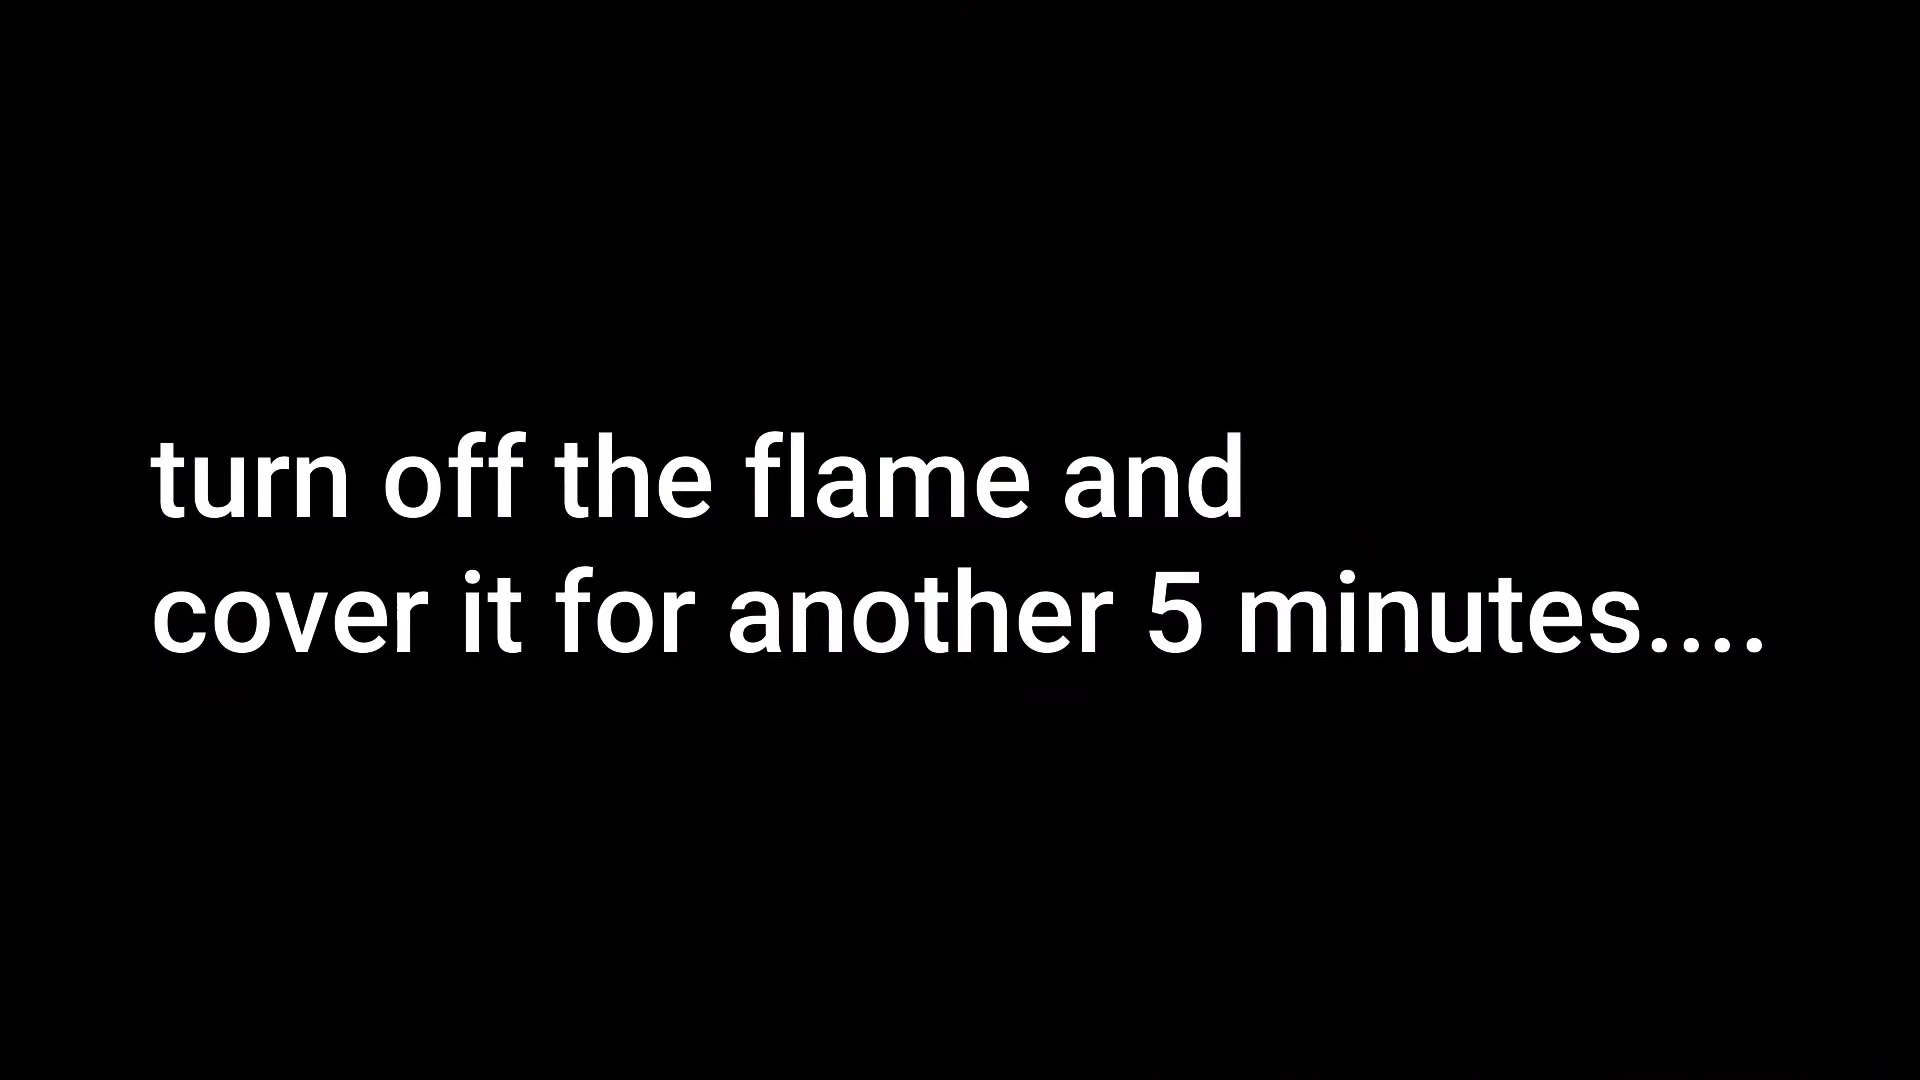 turn off the flame and
cover it for another 5 minutes....